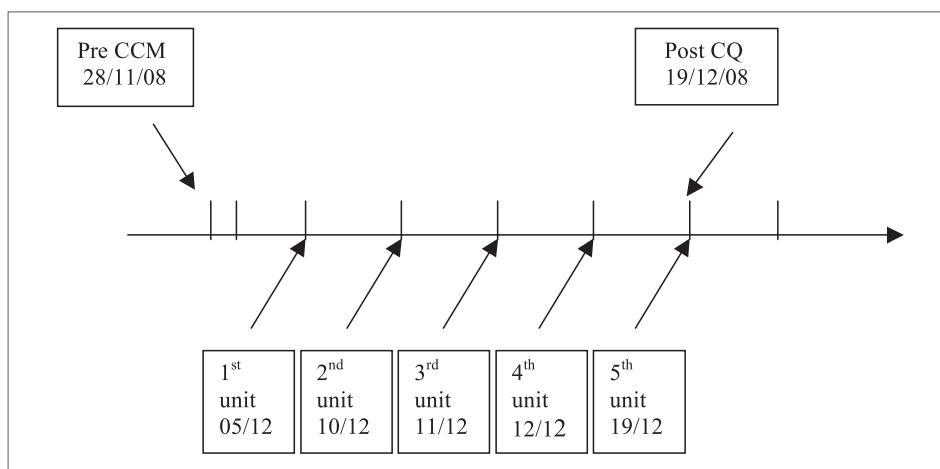 Pre CCM
28/11/08
Post CQ
19/12/08
1st
unit
05/12
2nd
unit
10/12
3rd
unit
11/12
4th
unit
12/12
5th
unit
19/12